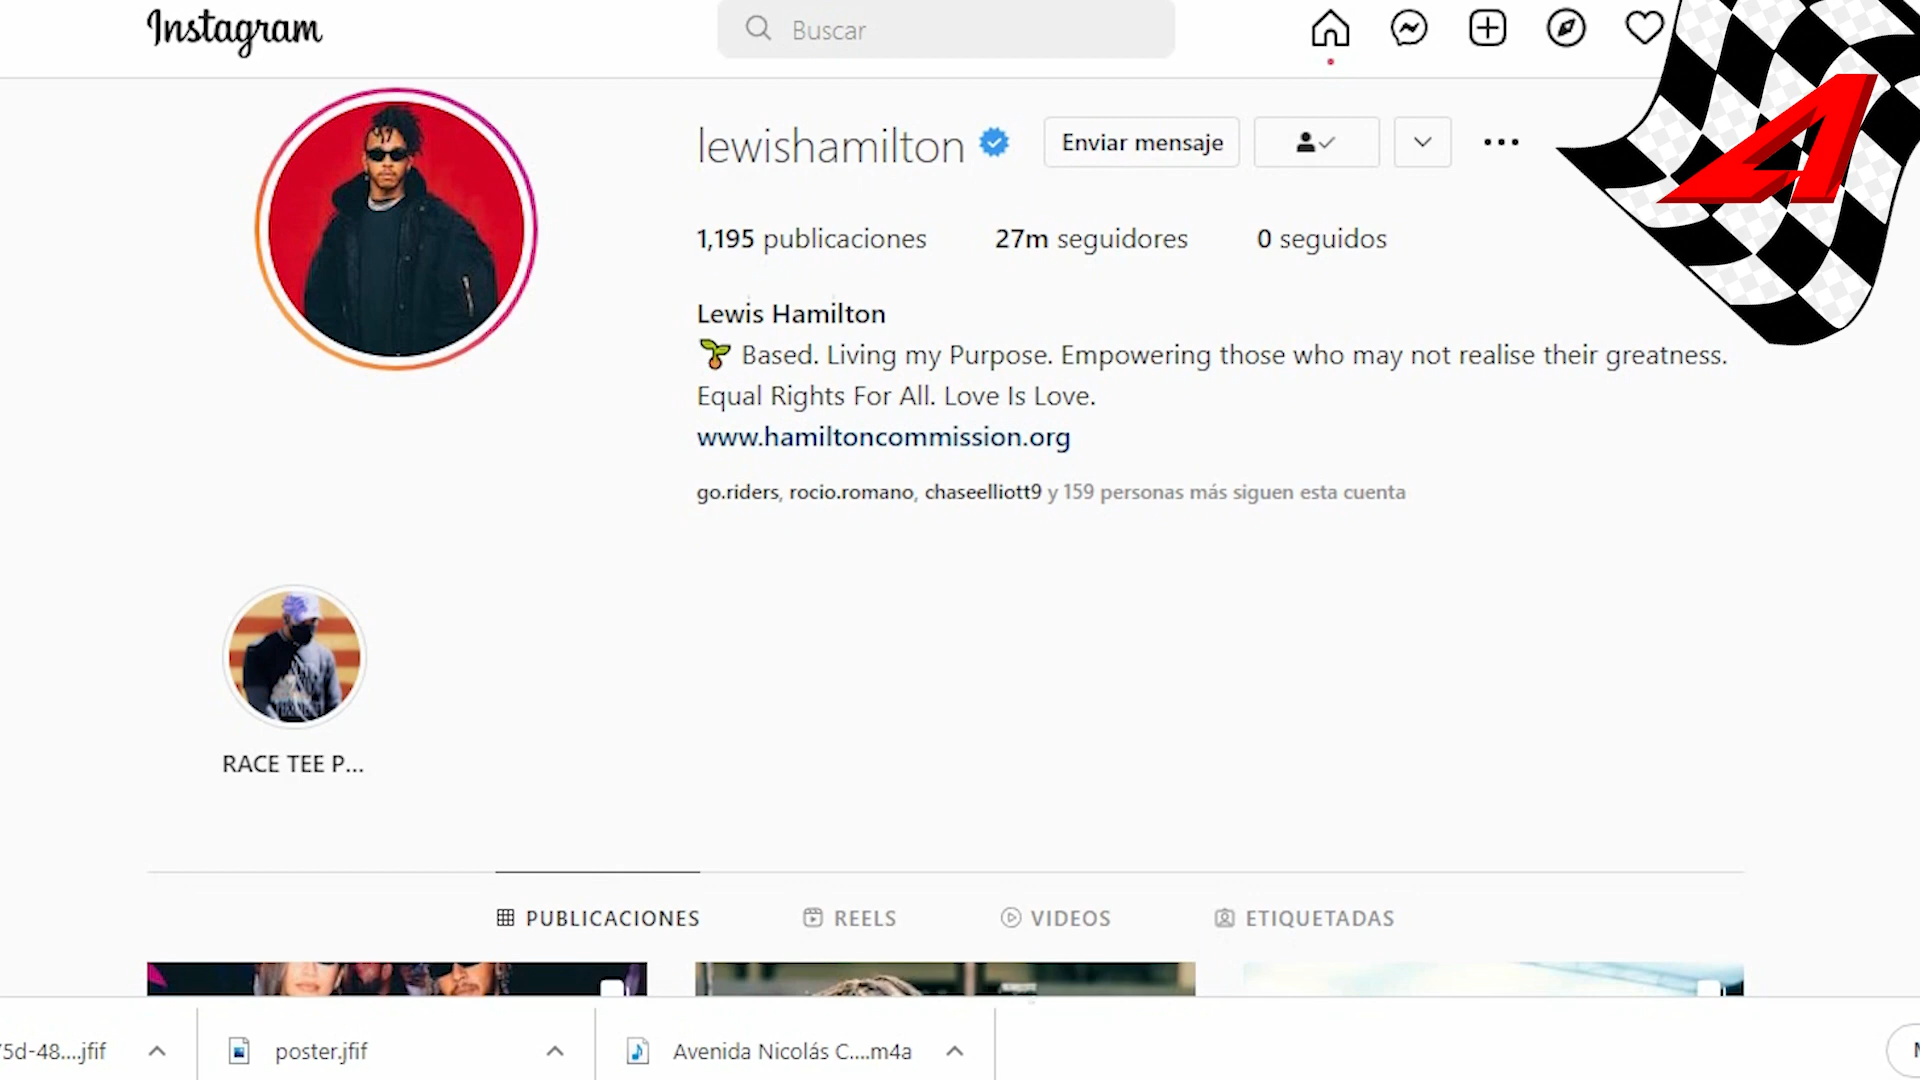 Instagram
Buscar
lewishamilton
Enviar mensaje
1,195 publicaciones
27m seguidores
0 seguidos
Lewis Hamilton
🌱 Based. Living my Purpose. Empowering those who may not realise their greatness.
Equal Rights For All. Love Is Love.
www.hamiltoncommission.org
go.riders, rocio.romano, chaseelliott9 y 159 personas más siguen esta cuenta
A
RACE TEE P...
PUBLICACIONES
REELS
VIDEOS
ETIQUETADAS
5d-48....jfif
poster.jfif
Avenida Nicolás C....m4a